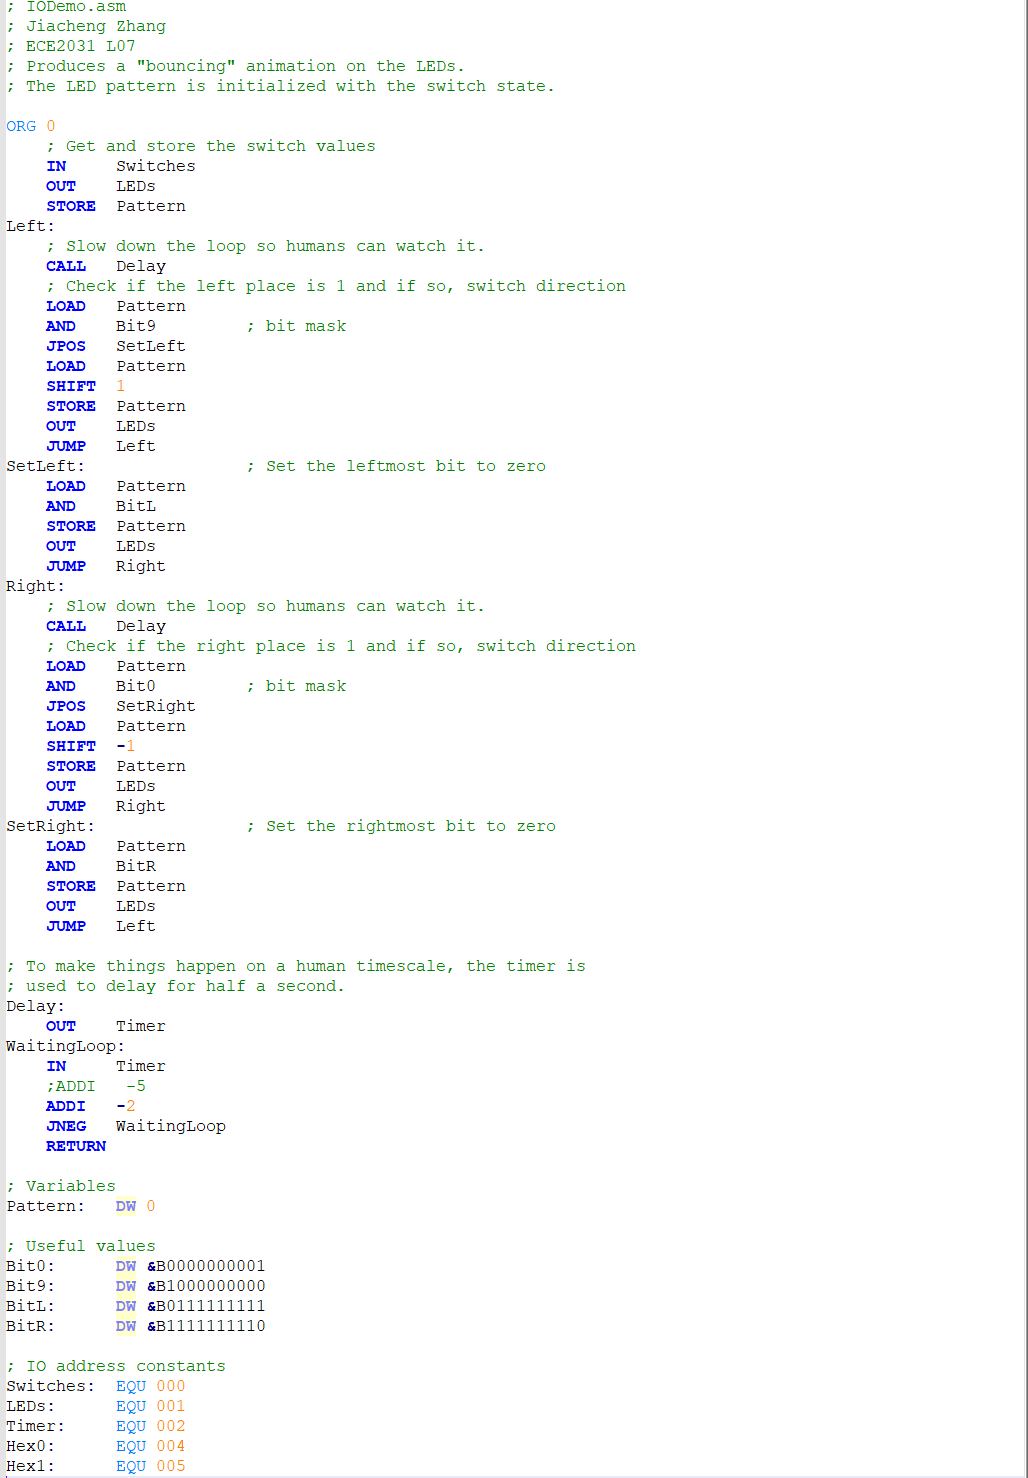 ; IODemo.asm
; Jiacheng Zhang
; ECE2031 L07
; Produces a "bouncing" animation on the LEDs.
; The LED pattern is initialized with the switch state.

ORG 0
    ; Get and store the switch values
    IN     Switches
    OUT    LEDs
    STORE  Pattern
Left:
    ; Slow down the loop so humans can watch it.
    CALL   Delay
    ; Check if the left place is 1 and if so, switch direction
    LOAD   Pattern
    AND    Bit9         ; bit mask
    JPOS   SetLeft
    LOAD   Pattern
    SHIFT  1
    STORE  Pattern
    OUT    LEDs
    JUMP   Left
SetLeft:                ; Set the leftmost bit to zero
    LOAD   Pattern
    AND    BitL
    STORE  Pattern
    OUT    LEDs
    JUMP   Right
Right:
    ; Slow down the loop so humans can watch it.
    CALL   Delay
    ; Check if the right place is 1 and if so, switch direction
    LOAD   Pattern
    AND    Bit0         ; bit mask
    JPOS   SetRight
    LOAD   Pattern
    SHIFT  -1
    STORE  Pattern
    OUT    LEDs
    JUMP   Right
SetRight:               ; Set the rightmost bit to zero
    LOAD   Pattern
    AND    BitR
    STORE  Pattern
    OUT    LEDs
    JUMP   Left

; To make things happen on a human timescale, the timer is
; used to delay for half a second.
Delay:
    OUT    Timer
WaitingLoop:
    IN     Timer
    ;ADDI   -5
    ADDI   -2
    JNEG   WaitingLoop
    RETURN

; Variables
Pattern:   DW 0

; Useful values
Bit0:      DW &B0000000001
Bit9:      DW &B1000000000
BitL:      DW &B0111111111
BitR:      DW &B1111111110

; IO address constants
Switches:  EQU 000
LEDs:      EQU 001
Timer:     EQU 002
Hex0:      EQU 004
Hex1:      EQU 005